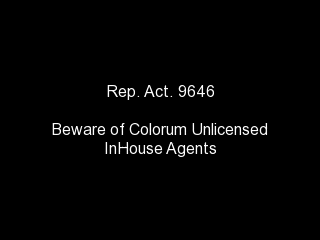 Rep. Act. 9646
Beware of Colorum Unlicensed
InHouse Agents